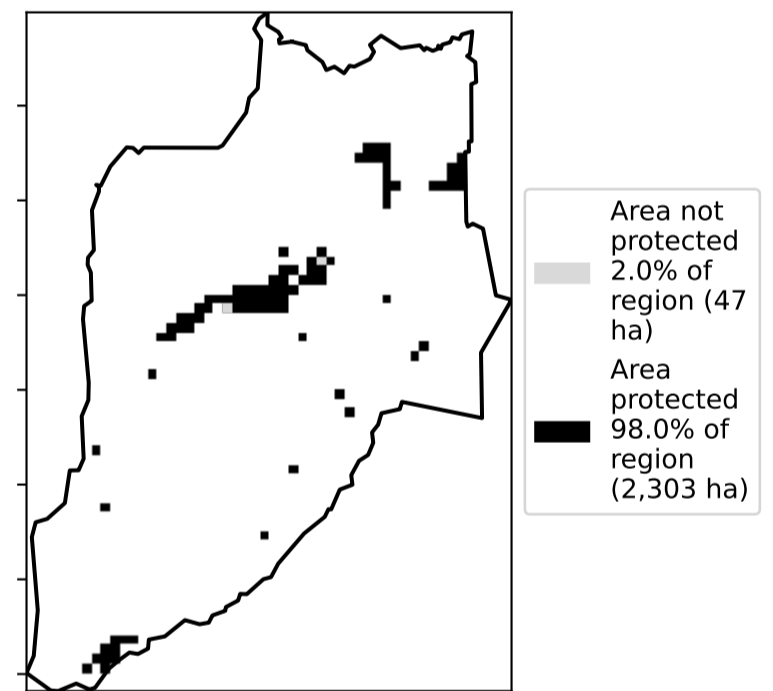 Area not
protected
2.0% of
region (47
ha)
Area
protected
98.0% of
region
(2,303 ha)